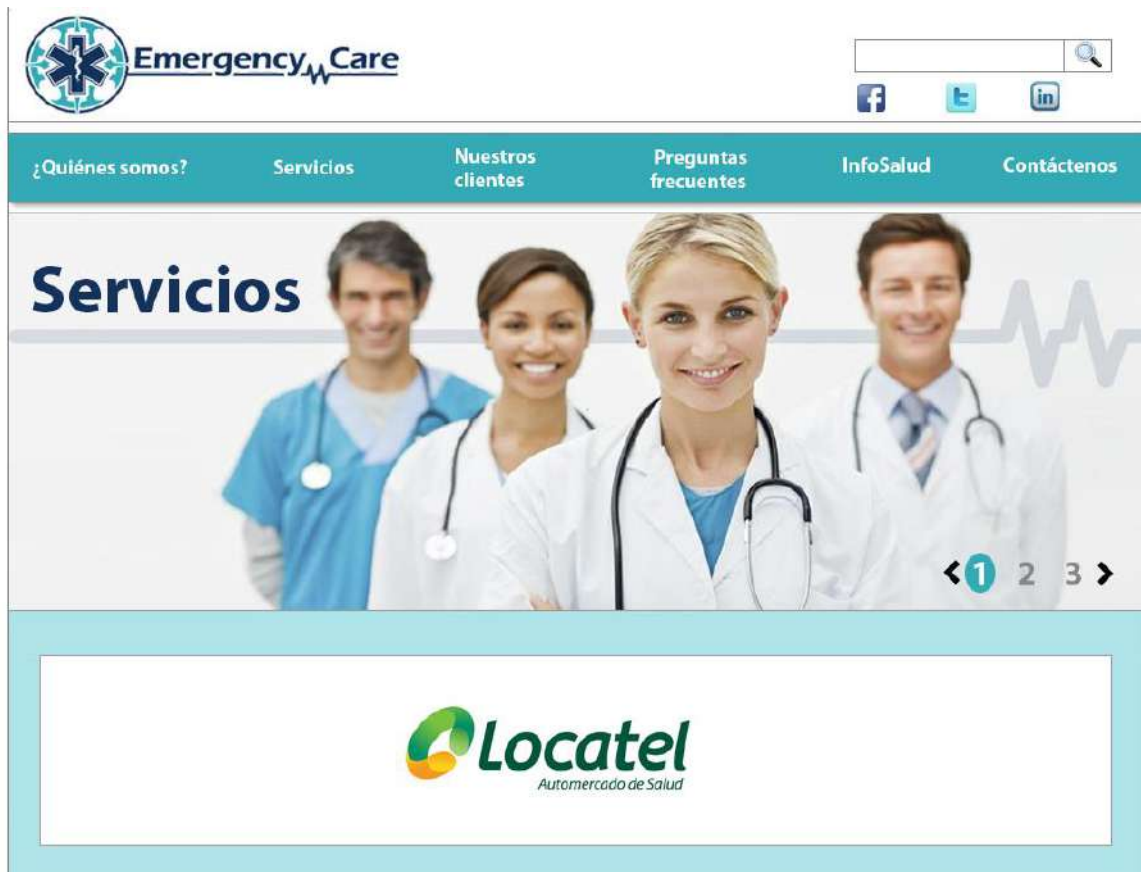 Emergency Care
f
t
in
¿Quiénes somos?
Servicios
Nuestros
clientes
Preguntas
frecuentes
InfoSalud
Contáctenos
Servicios
1 2 3
Locatel
Automercado de Salud